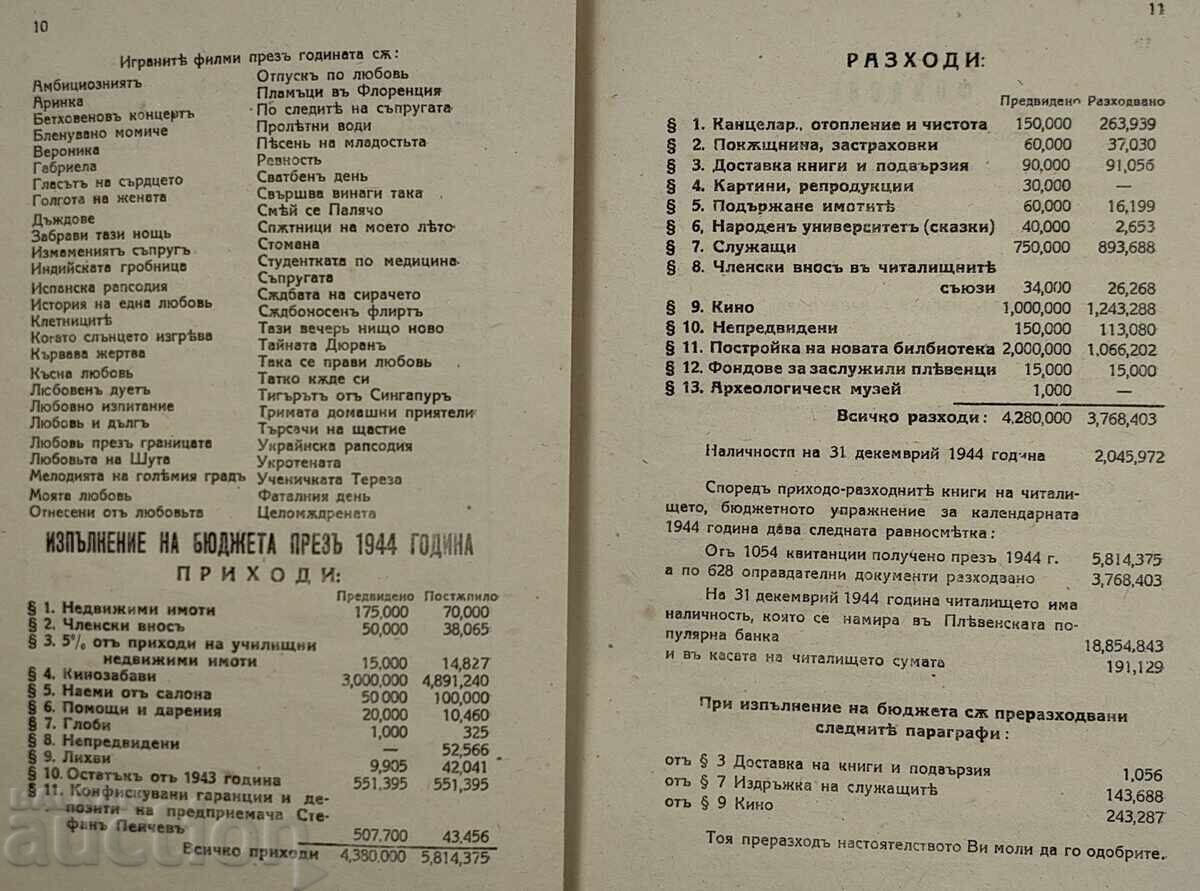 10
Игранитѣ филми презъ годината сѫ:
Амбициозниятъ
Аринка
Бетховеновъ концертъ
Бленувано момиче
Вероника
Габриела
Гласътъ на сърдцето
Голгота на жената
Дъждове
Забрави тази нощь
Измамениятъ съпругъ
Индийската гробница
Испанска рапсодия
История на една любовь
Клетницитѣ
Когато слънцето изгрѣва
Кървава жертва
Късна любовь
Любовенъ дуетъ
Любовно изпитание
Любовь и дългъ
Любовь презъ границата
Любовьта на Шута
Мелодията на голѣмия градъ
Моята любовь
Отнесени отъ любовьта
Отпускъ по любовь
Пламъци въ Флоренция
По следитѣ на съпругата
Пролѣтни води
Пѣсень на младостьта
Ревность
Сватбенъ день
Свършва винаги така
Смѣй се Палячо
Спѫтници на моето лѣто
Стомана
Студентката по медицина
Съпругата
Сѫдбата на сирачето
Сѫдбоносенъ флиртъ
Тази вечерь нищо ново
Тайната Дюранъ
Така се прави любовь
Татко кѫде си
Тигърътъ отъ Сингапуръ
Тримата домашни приятели
Търсачи на щастие
Украйнска рапсодия
Укротената
Ученичката Тереза
Фаталния день
Целомѫдрената
ИЗПЪЛНЕНИЕ НА БЮДЖЕТА ПРЕЗЪ 1944 ГОДИНА
ПРИХОДИ:
Предвидено Постѫпило
§ 1. Недвижими имоти 175,000 70,000
§ 2. Членски вносъ 50,000 38,065
§ 3. 5% отъ приходи на училищни
недвижими имоти 15,000 14,827
§ 4. Кинозабави 3,000,000 4,891,240
§ 5. Наеми отъ салона 50 000 100,000
§ 6. Помощи и дарения 20,000 10,460
§ 7. Глоби 1,000 325
§ 8. Непредвидени — 52,566
§ 9. Лихви 9,905 42,041
§ 10. Остатъкъ отъ 1943 година 551,395 551,395
§ 11. Конфискувани гаранции и де-
позити на предприемача Сте-
фанъ Пенчевъ 507.700 43.456
Всичко приходи 4,380,000 5,814,375
11
РАЗХОДИ:
Предвидено Разходвано
§ 1. Канцелар., отопление и чистота 150,000 263,939
§ 2. Покѫщнина, застраховки 60,000 37,030
§ 3. Доставка книги и подвързия 90,000 91,056
§ 4. Картини, репродукции 30,000 —
§ 5. Подържане имотитѣ 60,000 16,199
§ 6, Народенъ университетъ (сказки) 40,000 2,653
§ 7. Служащи 750,000 893,688
§ 8. Членски вносъ въ читалищнитѣ
съюзи 34,000 26,268
§ 9. Кино 1,000,000 1,243,288
§ 10. Непредвидени 150,000 113,080
§ 11. Постройка на новата билбиотека 2,000,000 1.066,202
§ 12. Фондове за заслужили плѣвенци 15,000 15,000
§ 13. Археологическ музей 1,000 —
Всичко разходи: 4,280,000 3,768,403
Наличността на 31 декемврий 1944 година 2,045,972
Споредъ приходо-разходнитѣ книги на читали-
щето, бюджетното упражнение за календарната
1944 година дава следната равносмѣтка:
Отъ 1054 квитанции получено презъ 1944 г. 5,814,375
а по 628 оправдателни документи разходвано 3,768,403
На 31 декемврий 1944 година читалището има
наличность, която се намира въ Плѣвенската по-
пулярна банка 18,854,843
и въ касата на читалището сумата 191,129
При изпълнение на бюджета сѫ преразходвани
следнитѣ параграфи:
отъ § 3 Доставка на книги и подвързия 1,056
отъ § 7 Издръжка на служащитѣ 143,688
отъ § 9 Кино 243,287
Тоя преразходъ настоятелството Ви моли да го одобрите.
auction